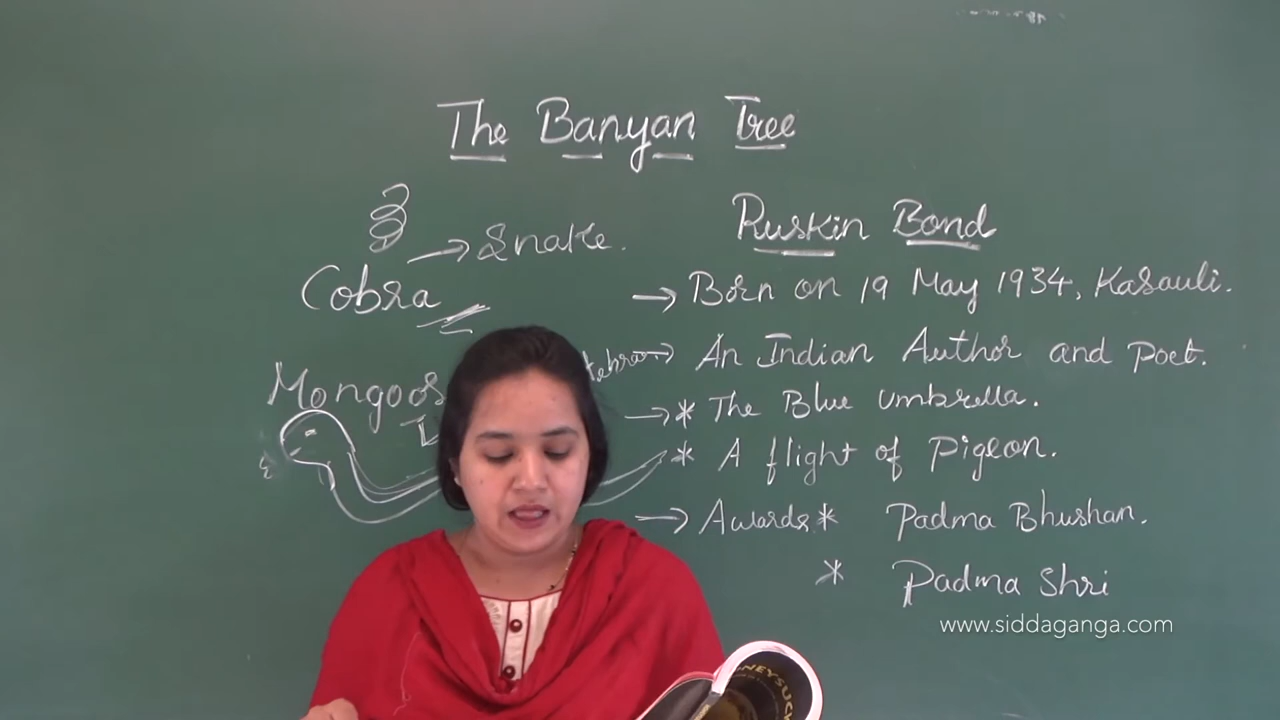 The Banyan Tree
Snake.
Cobra
Ruskin Bond
Born on 19 May 1934, Kasauli.
An Indian Author and Poet.
* The Blue Umbrella.
* A flight of Pigeon.
Awards * Padma Bhushan.
* Padma Shri
www.siddaganga.com